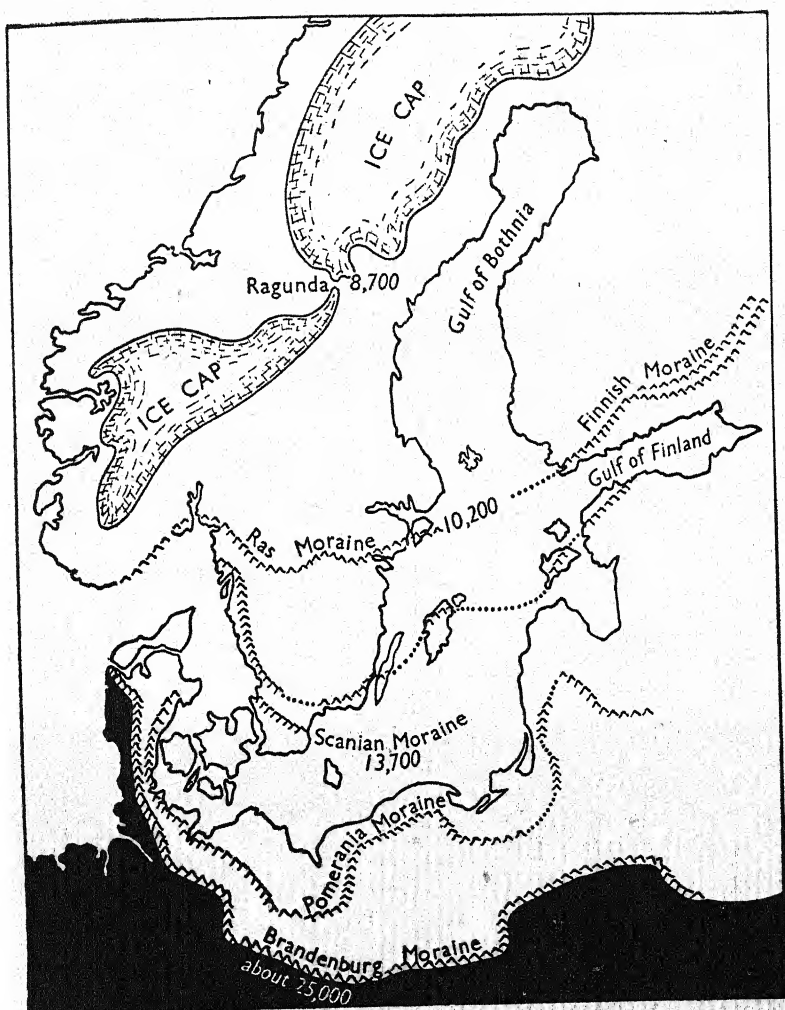 ICE CAP
Ragunda
8,700
Gulf of Bothnia
ICE CAP
Finnish Moraine
Gulf of Finland
Ras Moraine
10,200
Scanian Moraine
13,700
Pomerania Moraine
Brandenburg Moraine
about 25,000